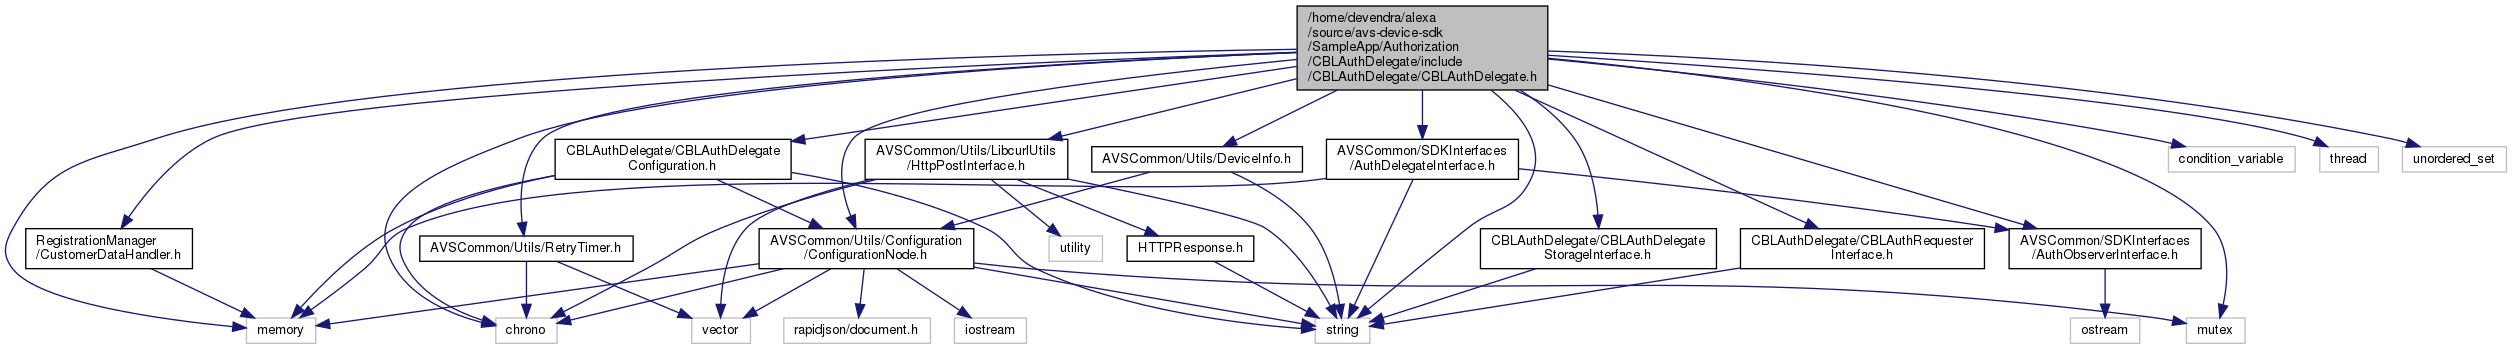 /home/devendra/alexa
/source/avs-device-sdk
/SampleApp/Authorization
/CBLAuthDelegate/include
/CBLAuthDelegate/CBLAuthDelegate.h
CBLAuthDelegate/CBLAuthDelegate
Configuration.h
AVSCommon/Utils/LibcurlUtils
/HttpPostInterface.h
AVSCommon/Utils/DeviceInfo.h
AVSCommon/SDKInterfaces
/AuthDelegateInterface.h
condition_variable
thread
unordered_set
RegistrationManager
/CustomerDataHandler.h
AVSCommon/Utils/RetryTimer.h
AVSCommon/Utils/Configuration
/ConfigurationNode.h
utility
HTTPResponse.h
CBLAuthDelegate/CBLAuthDelegate
StorageInterface.h
CBLAuthDelegate/CBLAuthRequester
Interface.h
AVSCommon/SDKInterfaces
/AuthObserverInterface.h
memory
chrono
vector
rapidjson/document.h
iostream
string
ostream
mutex